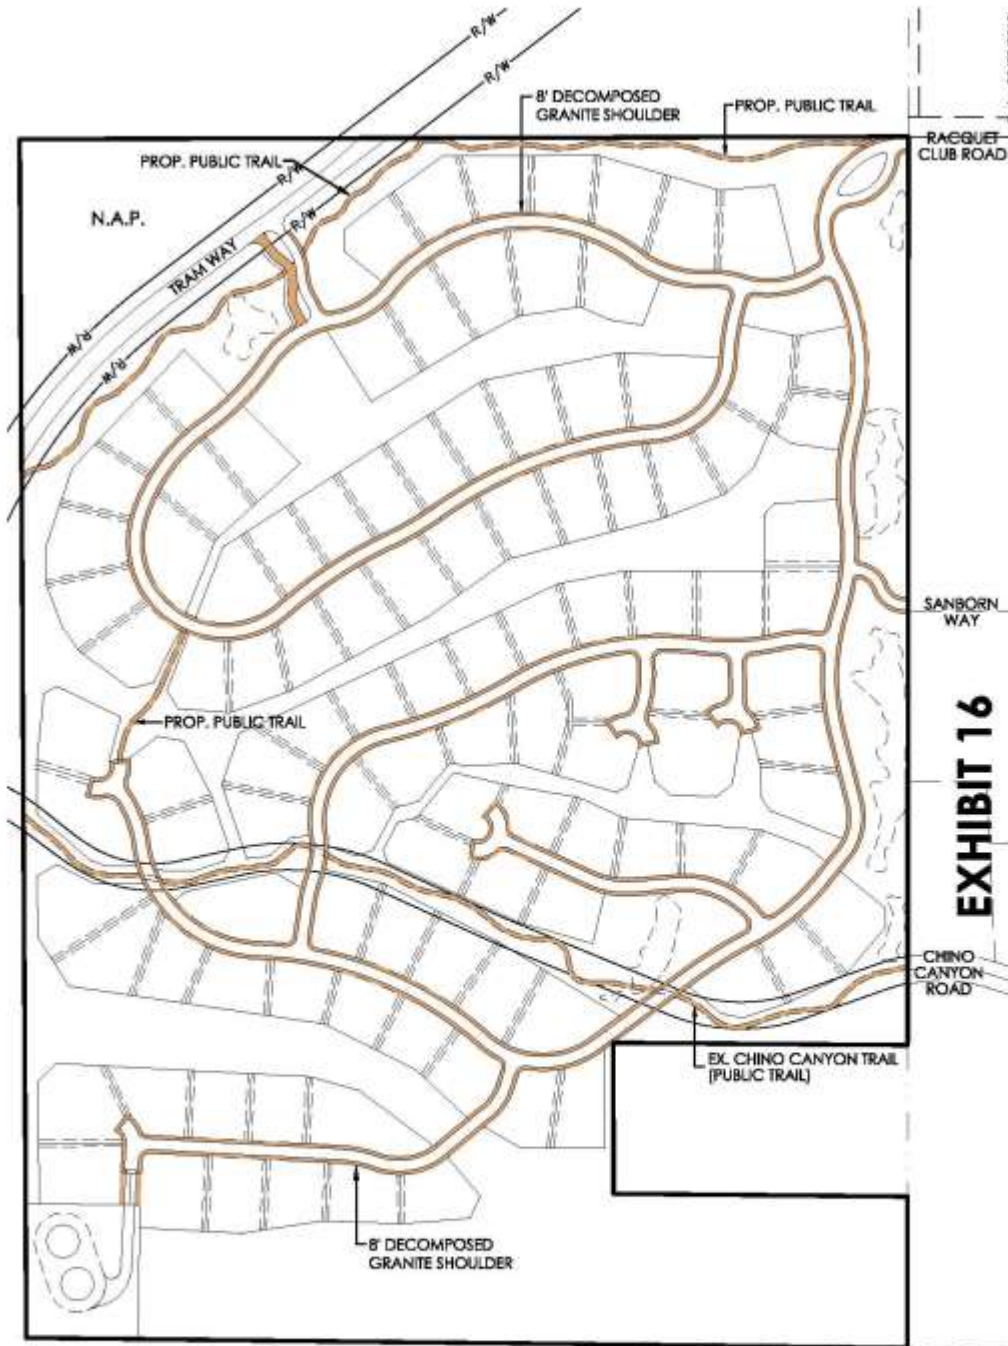 R/W
R/W
8' DECOMPOSED
GRANITE SHOULDER
PROP. PUBLIC TRAIL
RACQUET
CLUB ROAD
PROP. PUBLIC TRAIL
R/W
N.A.P.
R/W
TRAM WAY
R/W
R/W
SANBORN
WAY
EXHIBIT 16
PROP. PUBLIC TRAIL
CHINO
CANYON
ROAD
EX. CHINO CANYON TRAIL
(PUBLIC TRAIL)
8' DECOMPOSED
GRANITE SHOULDER